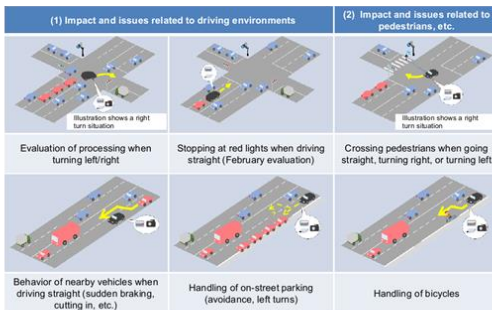 (1) Impact and issues related to driving environments
(2) Impact and issues related to
pedestrians, etc.
Illustration shows a right
turn situation
Illustration shows a right
turn situation
Evaluation of processing when
turning left/right
Stopping at red lights when driving
straight (February evaluation)
Crossing pedestrians when going
straight, turning right, or turning left
Behavior of nearby vehicles when
driving straight (sudden braking,
cutting in, etc.)
Handling of on-street parking
(avoidance, left turns)
Handling of bicycles